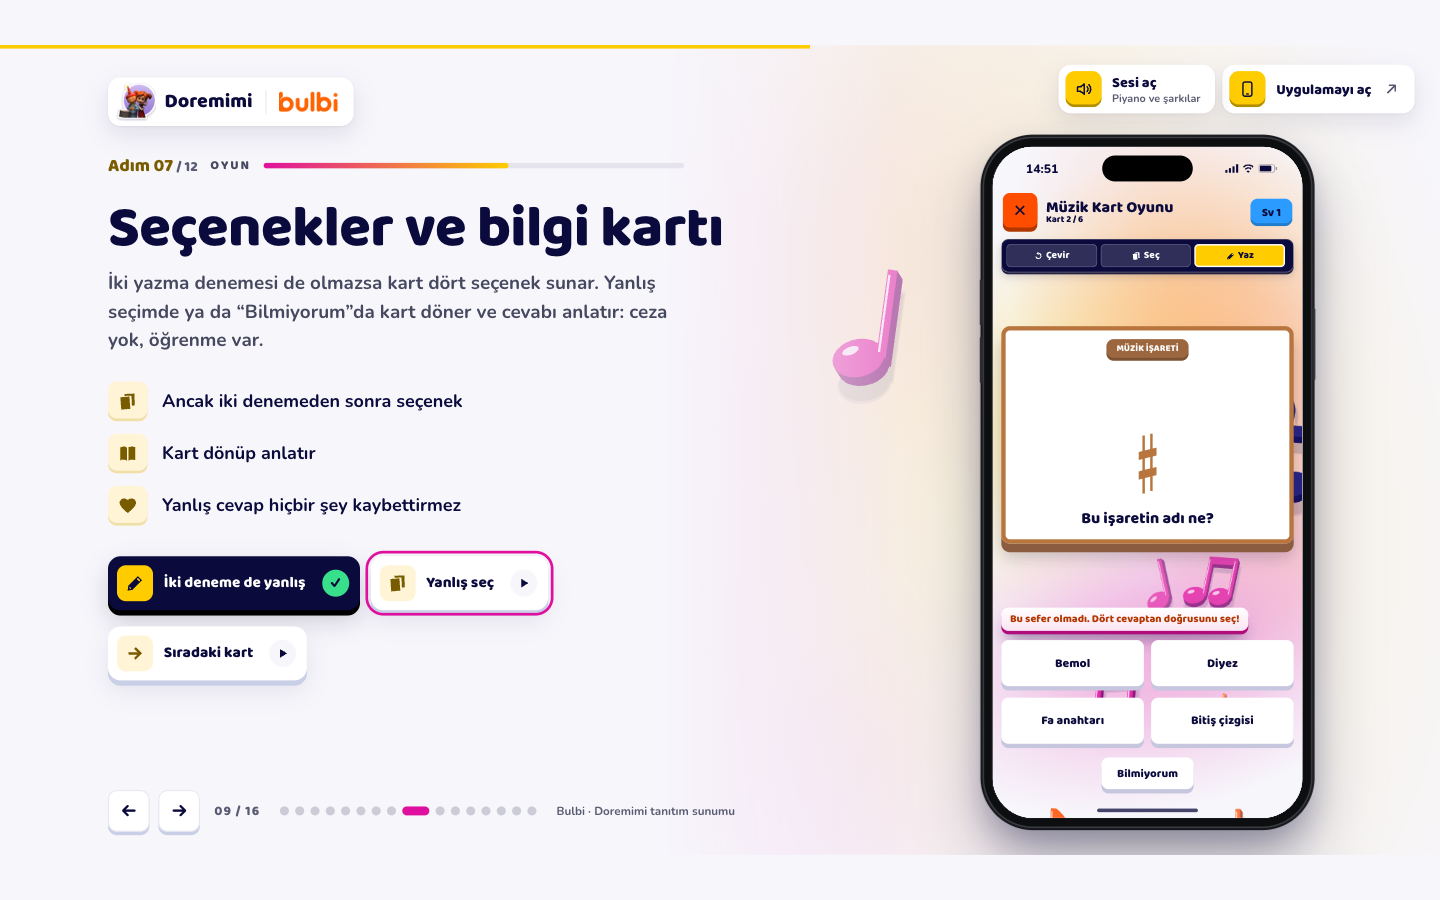 Doremimi
bulbi
Sesi aç
Piyano ve şarkılar
Uygulamayı aç
Adım 07 / 12 OYUN
Seçenekler ve bilgi kartı
İki yazma denemesi de olmazsa kart dört seçenek sunar. Yanlış
seçimde ya da “Bilmiyorum”da kart döner ve cevabı anlatır: ceza
yok, öğrenme var.
Ancak iki denemeden sonra seçenek
Kart dönüp anlatır
Yanlış cevap hiçbir şey kaybettirmez
İki deneme de yanlış
Yanlış seç
Sıradaki kart
09 / 16
Bulbi · Doremimi tanıtım sunumu
14:51
Müzik Kart Oyunu
Kart 2 / 6
Sv 1
Çevir
Seç
Yaz
MÜZİK İŞARETİ
Bu işaretin adı ne?
Bu sefer olmadı. Dört cevaptan doğrusunu seç!
Bemol
Diyez
Fa anahtarı
Bitiş çizgisi
Bilmiyorum